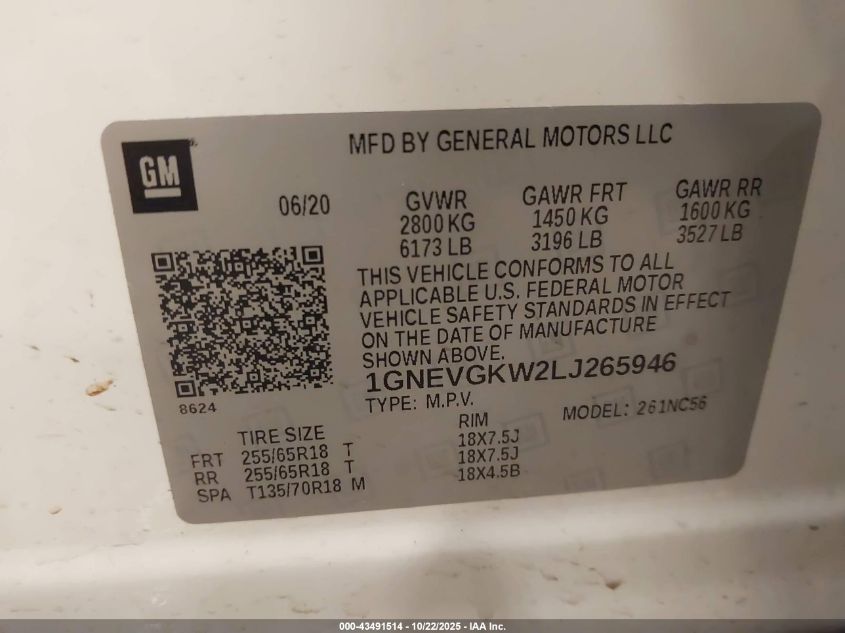 MFD BY GENERAL MOTORS LLC
GM
06/20
GVWR GAWR FRT GAWR RR
2800 KG 1450 KG 1600 KG
6173 LB 3196 LB 3527 LB
THIS VEHICLE CONFORMS TO ALL
APPLICABLE U.S. FEDERAL MOTOR
VEHICLE SAFETY STANDARDS IN EFFECT
ON THE DATE OF MANUFACTURE
SHOWN ABOVE.
1GNEVGKW2LJ265946
8624
TYPE: M.P.V. MODEL: 261NC56
TIRE SIZE RIM
FRT 255/65R18 T 18X7.5J
RR 255/65R18 T 18X7.5J
SPA T135/70R18 M 18X4.5B
000-43491514 - 10/22/2025 - IAA Inc.